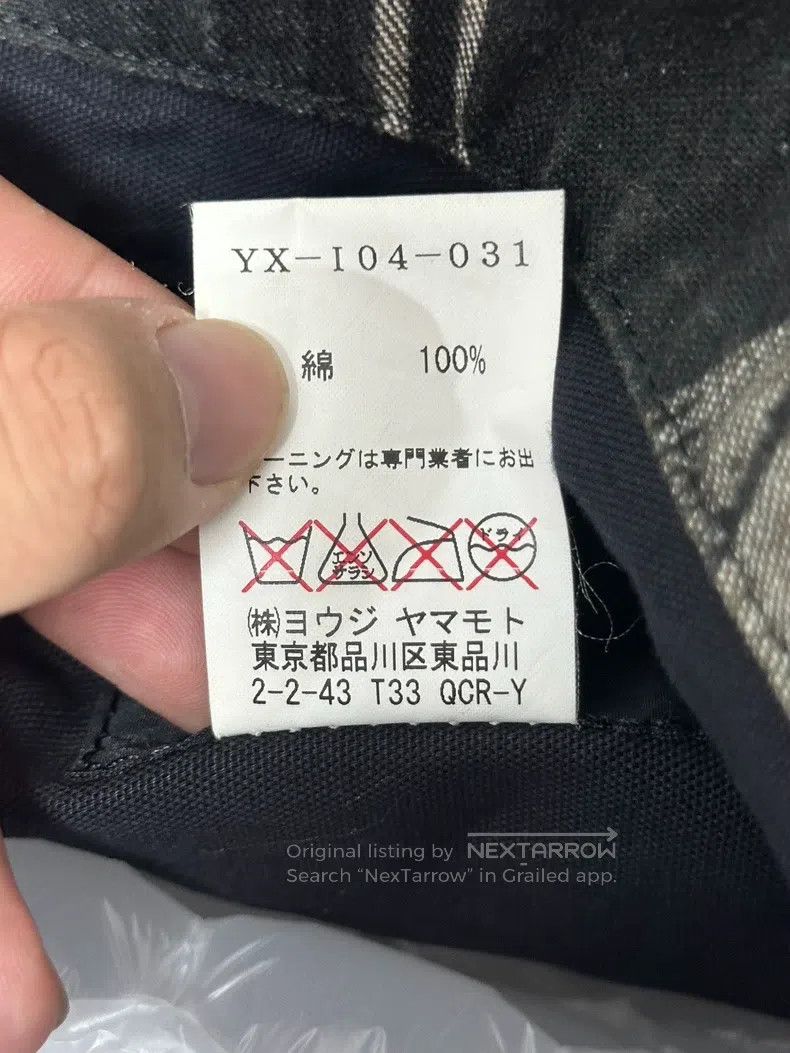 YX-I04-031
綿 100%
ーニングは専門業者にお出
下さい。
エンソ
サラシ
ドライ
㈱ヨウジ ヤマモト
東京都品川区東品川
2-2-43 T33 QCR-Y
Original listing by NEXTARROW
Search “NexTarrow” in Grailed app.